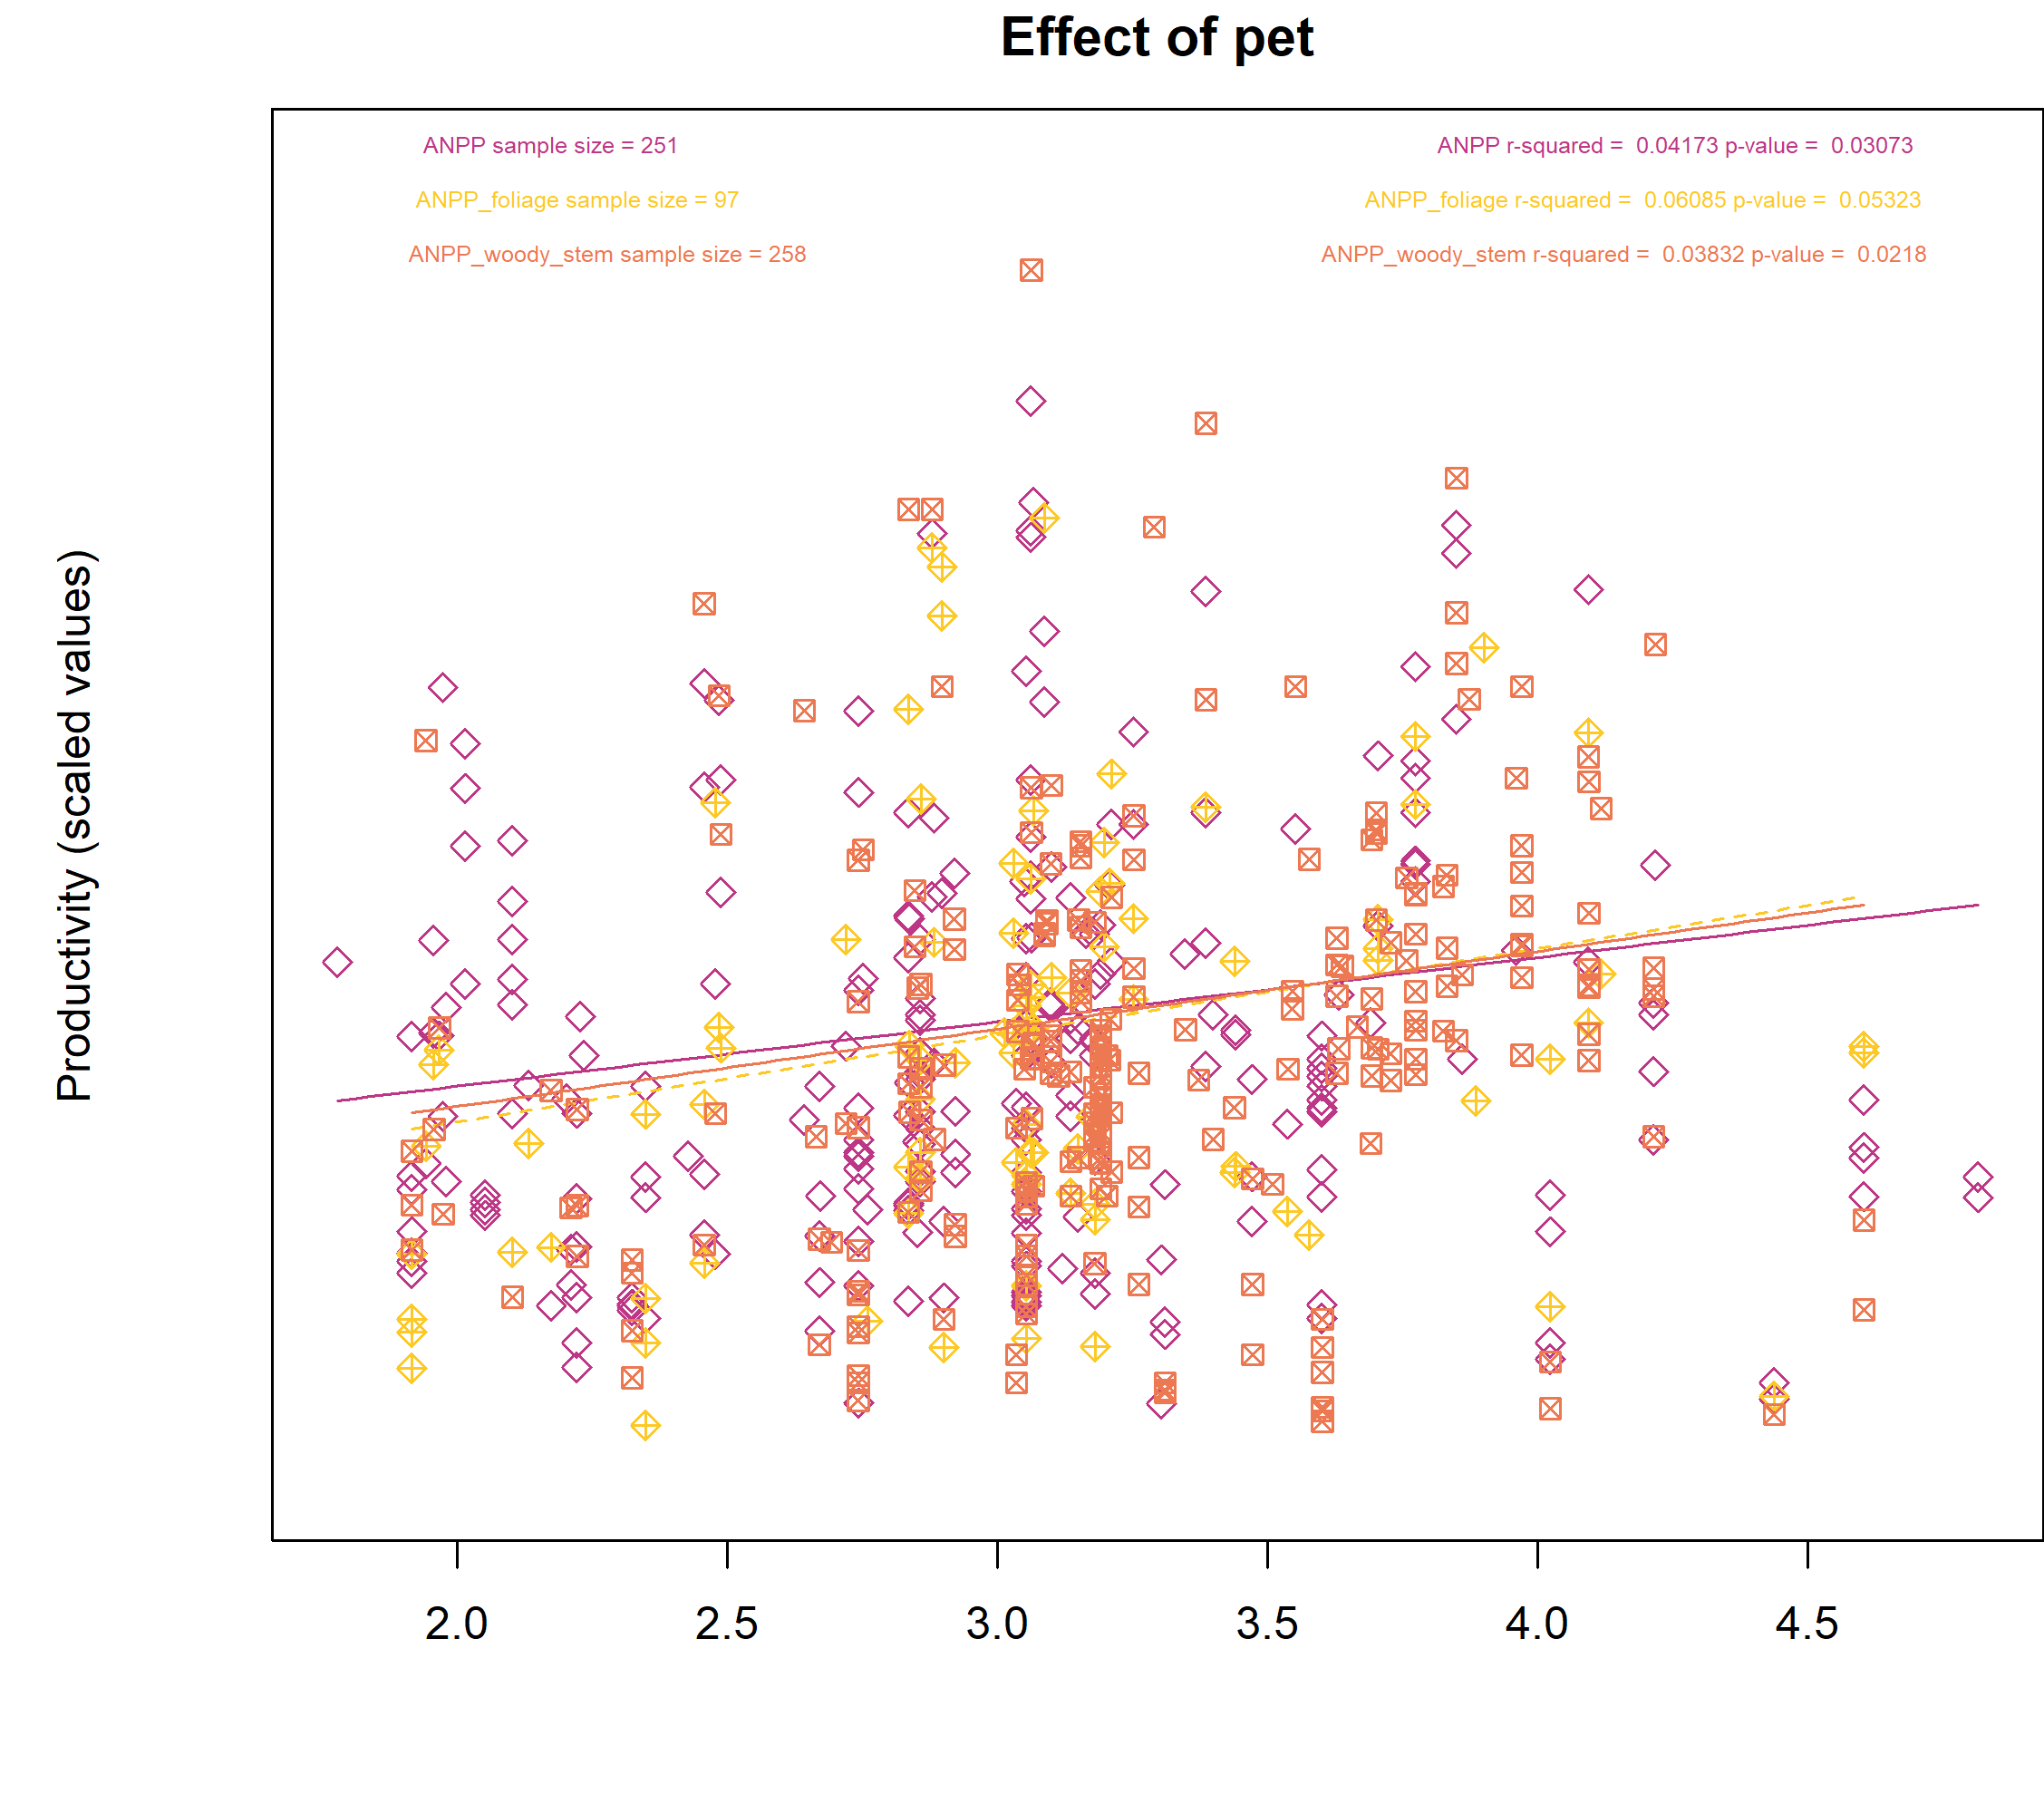 Effect of pet
ANPP sample size = 251
ANPP r-squared =  0.04173 p-value =  0.03073
ANPP_foliage sample size = 97
ANPP_foliage r-squared =  0.06085 p-value =  0.05323
ANPP_woody_stem sample size = 258
ANPP_woody_stem r-squared =  0.03832 p-value =  0.0218
Productivity (scaled values)
2.0 2.5 3.0 3.5 4.0 4.5